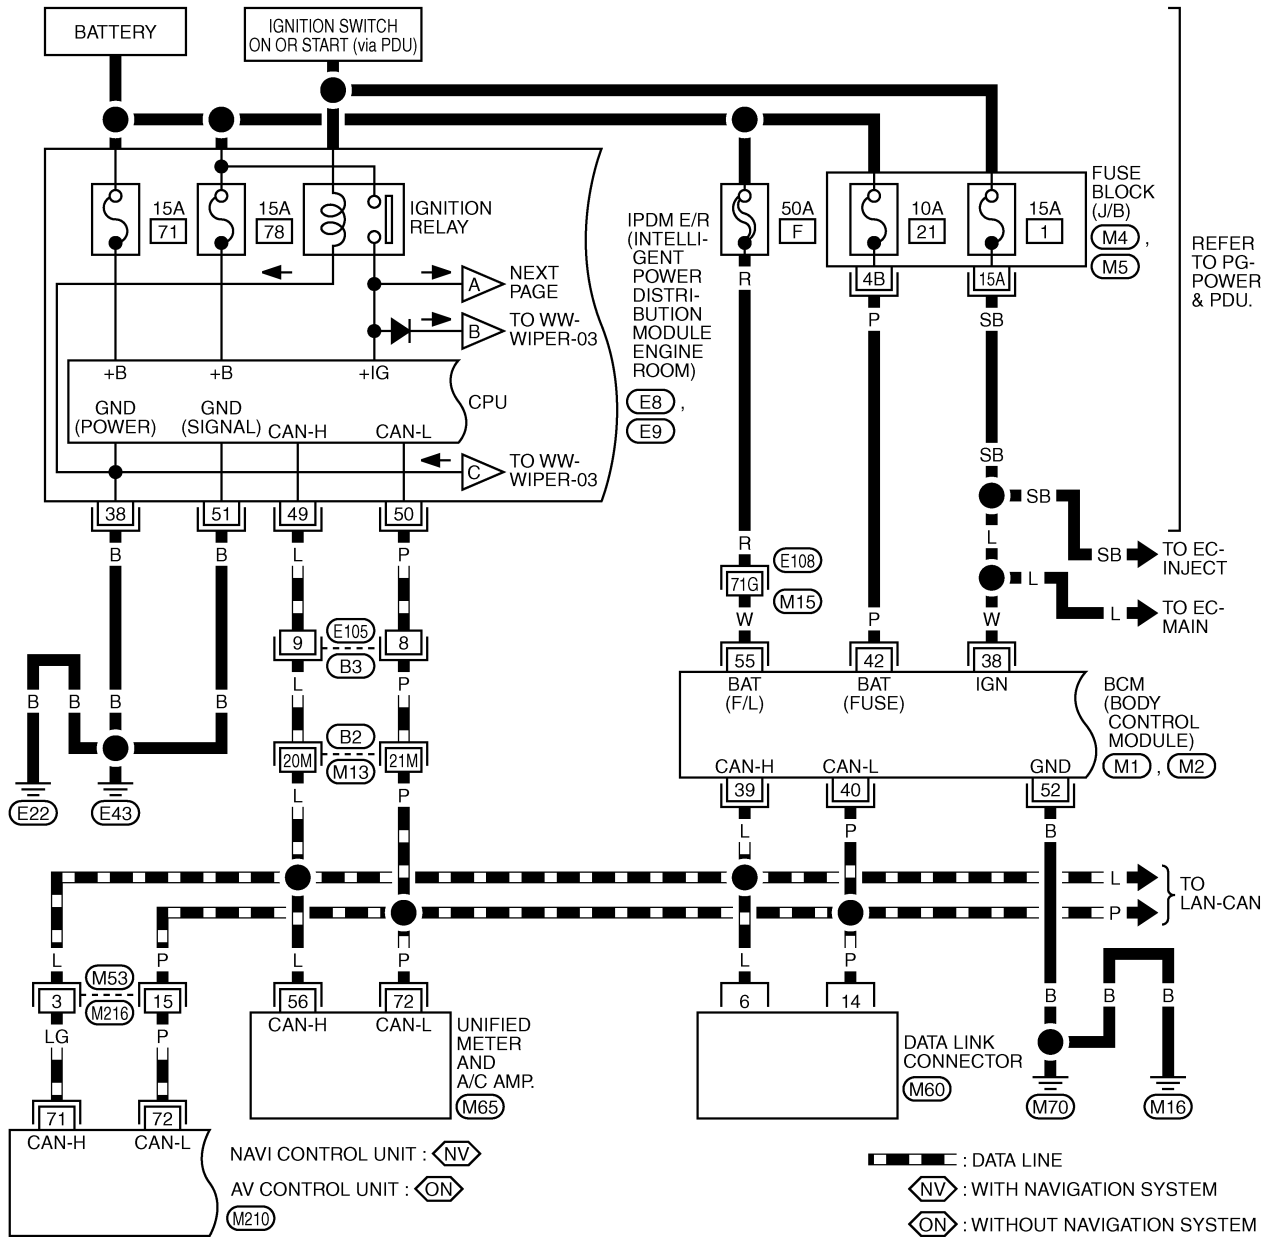 BATTERY
IGNITION SWITCH
ON OR START (via PDU)
15A
71
15A
78
IGNITION
RELAY
IPDM E/R
(INTELLI-
GENT
POWER
DISTRI-
BUTION
MODULE
ENGINE
ROOM)
E8 ,
E9
50A
F
10A
21
15A
1
FUSE
BLOCK
(J/B)
M4 ,
M5
REFER
TO PG-
POWER
& PDU.
A
NEXT
PAGE
B
TO WW-
WIPER-03
+B
+B
+IG
GND
(POWER)
GND
(SIGNAL)
CAN-H
CAN-L
CPU
C
TO WW-
WIPER-03
R
4B
15A
P
SB
SB
SB
L
SB
TO EC-
INJECT
L
L
TO EC-
MAIN
38
51
49
50
B
B
L
P
R
E108
71G
M15
W
P
W
9
E105
8
B3
55
42
38
BAT
(F/L)
BAT
(FUSE)
IGN
BCM
(BODY
CONTROL
MODULE)
M1 , M2
B
B
B
B
L
P
20M
B2
21M
M13
L
P
E22
E43
CAN-H
CAN-L
GND
39
40
52
L
P
B
L
P
TO
LAN-CAN
L
P
L
P
L
P
3
M53
15
M216
LG
P
56
72
CAN-H
CAN-L
UNIFIED
METER
AND
A/C AMP.
M65
6
14
DATA LINK
CONNECTOR
M60
B
B
B
M70
M16
71
72
CAN-H
CAN-L
NAVI CONTROL UNIT : NV
AV CONTROL UNIT : ON
M210
: DATA LINE
NV : WITH NAVIGATION SYSTEM
ON : WITHOUT NAVIGATION SYSTEM